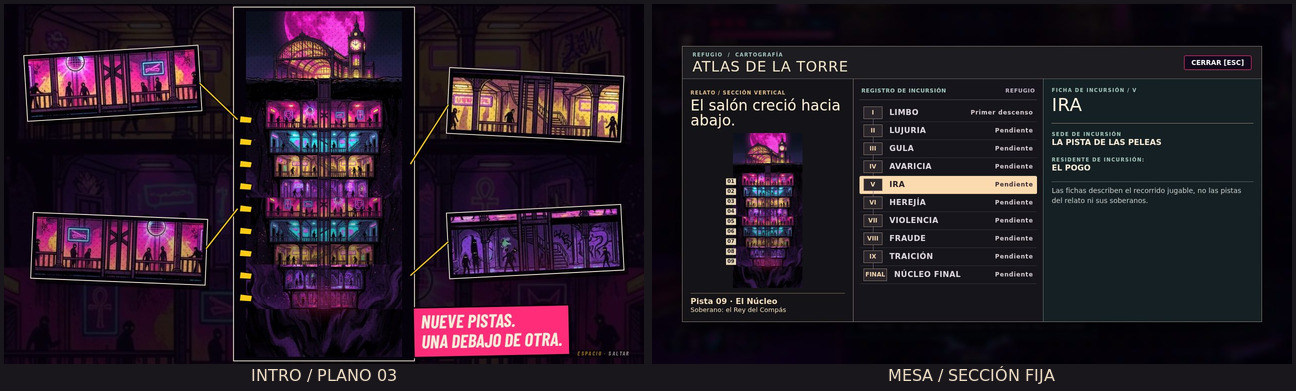 NUEVE PISTAS.
UNA DEBAJO DE OTRA.
ESPACIO · SALTAR
INTRO / PLANO 03
REFUGIO / CARTOGRAFÍA
ATLAS DE LA TORRE
CERRAR [ESC]
RELATO / SECCIÓN VERTICAL
El salón creció hacia
abajo.
01
02
03
04
05
06
07
08
09
Pista 09 · El Núcleo
Soberano: el Rey del Compás
REGISTRO DE INCURSIÓN REFUGIO
I LIMBO Primer descenso
II LUJURIA Pendiente
III GULA Pendiente
IV AVARICIA Pendiente
V IRA Pendiente
VI HEREJÍA Pendiente
VII VIOLENCIA Pendiente
VIII FRAUDE Pendiente
IX TRAICIÓN Pendiente
FINAL NÚCLEO FINAL Pendiente
FICHA DE INCURSIÓN / V
IRA
SEDE DE INCURSIÓN
LA PISTA DE LAS PELEAS
RESIDENTE DE INCURSIÓN:
EL POGO
Las fichas describen el recorrido jugable, no las pistas
del relato ni sus soberanos.
MESA / SECCIÓN FIJA